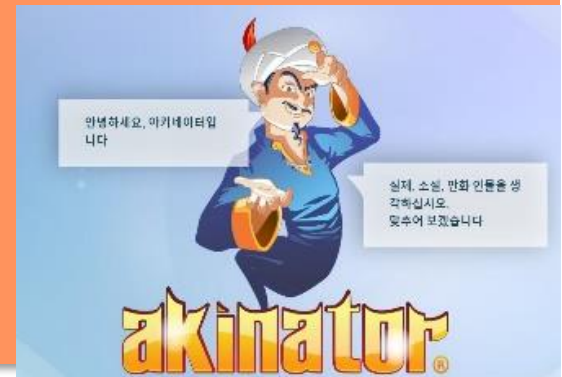 안녕하세요, 아키네이터입
니다
실제, 소설, 만화 인물을 생
각하십시오.
맞추어 보겠습니다
akinator®